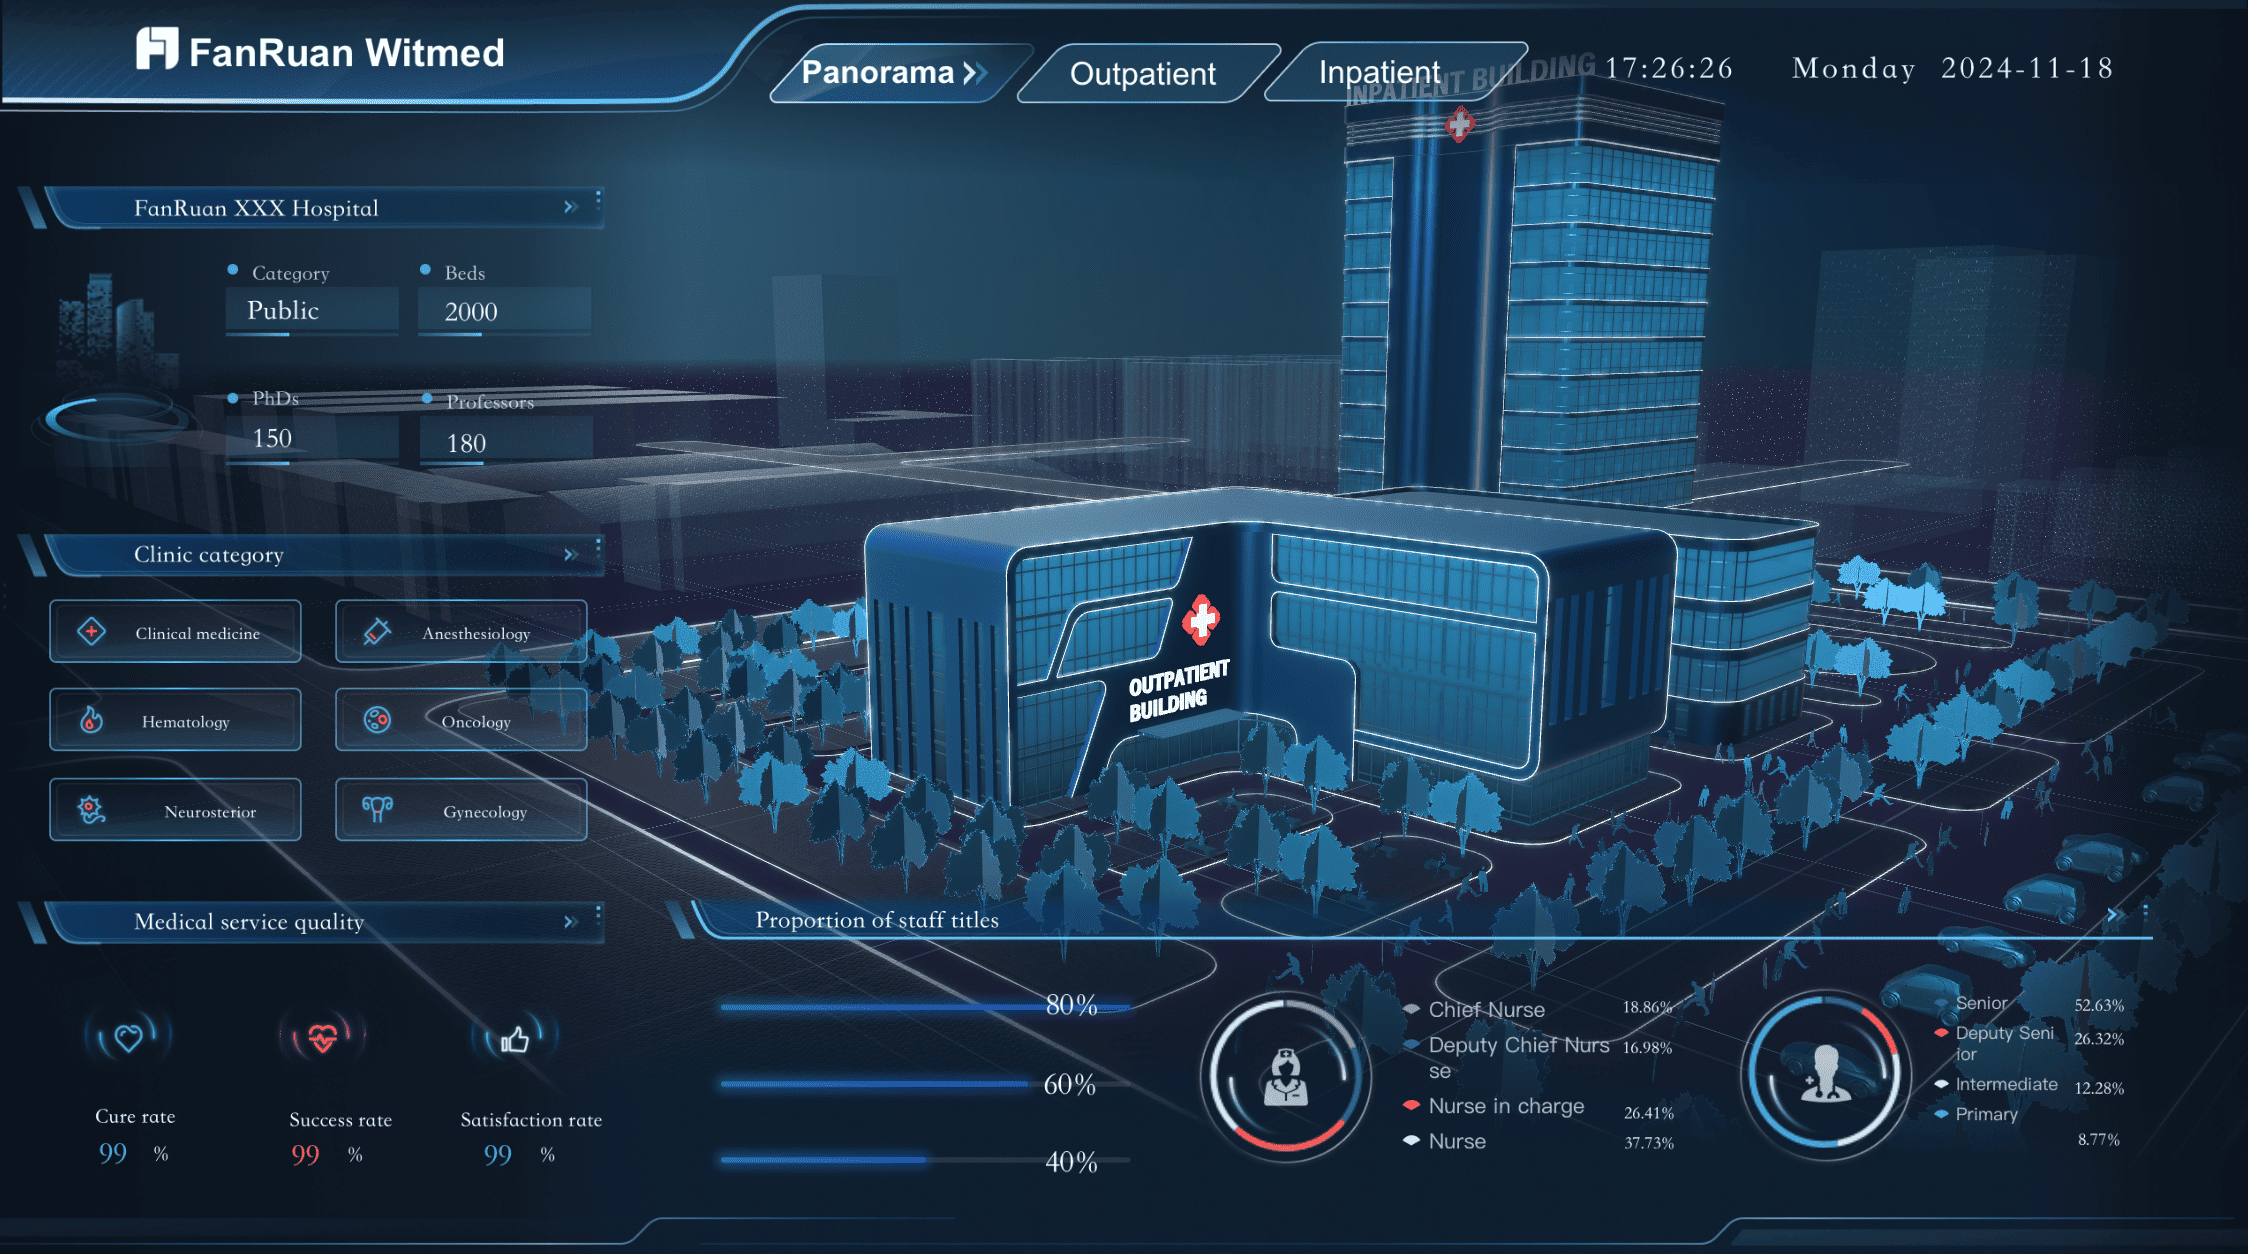 FanRuan Witmed
Panorama
Outpatient
Inpatient
17:26:26
Monday 2024-11-18
INPATIENT BUILDING
FanRuan XXX Hospital
Category
Beds
Public
2000
PhDs
Professors
150
180
Clinic category
Clinical medicine
Anesthesiology
Hematology
Oncology
Neurosterior
Gynecology
OUTPATIENT
BUILDING
Medical service quality
Cure rate
99 %
Success rate
99 %
Satisfaction rate
99 %
Proportion of staff titles
80%
60%
40%
Chief Nurse 18.86%
Deputy Chief Nurs 16.98%
se
Nurse in charge 26.41%
Nurse 37.73%
Senior 52.63%
Deputy Seni 26.32%
ior
Intermediate 12.28%
Primary
8.77%